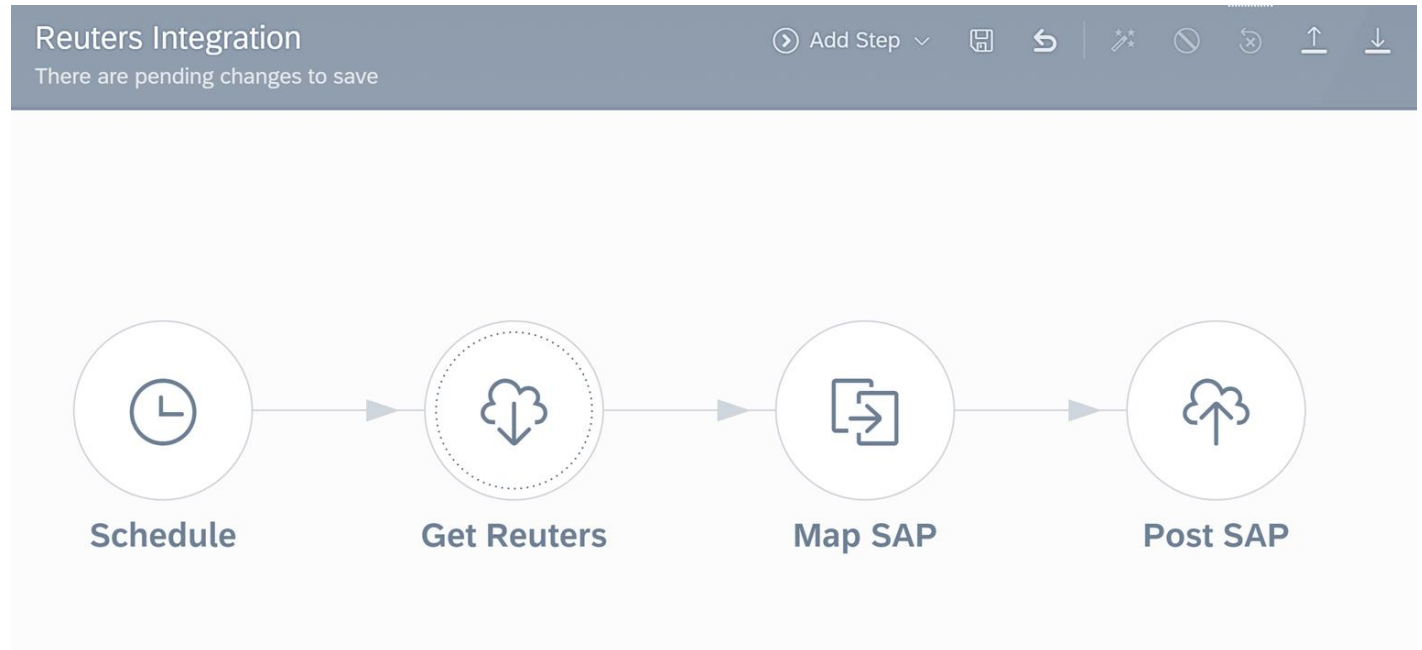 Reuters Integration
Add Step
There are pending changes to save
Schedule
Get Reuters
Map SAP
Post SAP